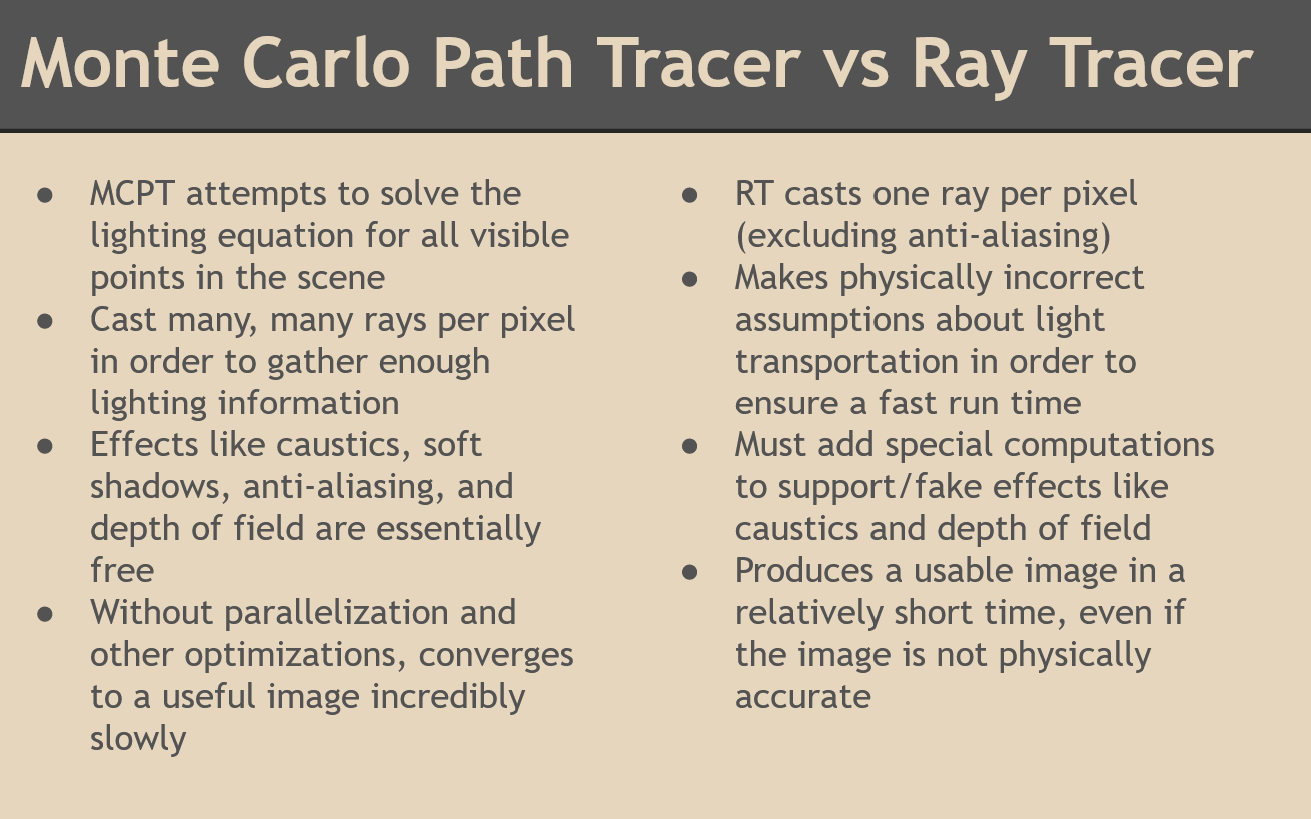 Monte Carlo Path Tracer vs Ray Tracer
● MCPT attempts to solve the
lighting equation for all visible
points in the scene
● Cast many, many rays per pixel
in order to gather enough
lighting information
● Effects like caustics, soft
shadows, anti-aliasing, and
depth of field are essentially
free
● Without parallelization and
other optimizations, converges
to a useful image incredibly
slowly
● RT casts one ray per pixel
(excluding anti-aliasing)
● Makes physically incorrect
assumptions about light
transportation in order to
ensure a fast run time
● Must add special computations
to support/fake effects like
caustics and depth of field
● Produces a usable image in a
relatively short time, even if
the image is not physically
accurate